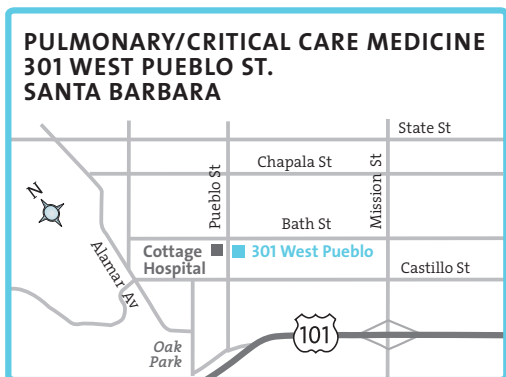 PULMONARY/CRITICAL CARE MEDICINE
301 WEST PUEBLO ST.
SANTA BARBARA
State St
Chapala St
Pueblo St
Mission St
N
Bath St
Cottage
Hospital
301 West Pueblo
Alamar Av
Castillo St
101
Oak
Park